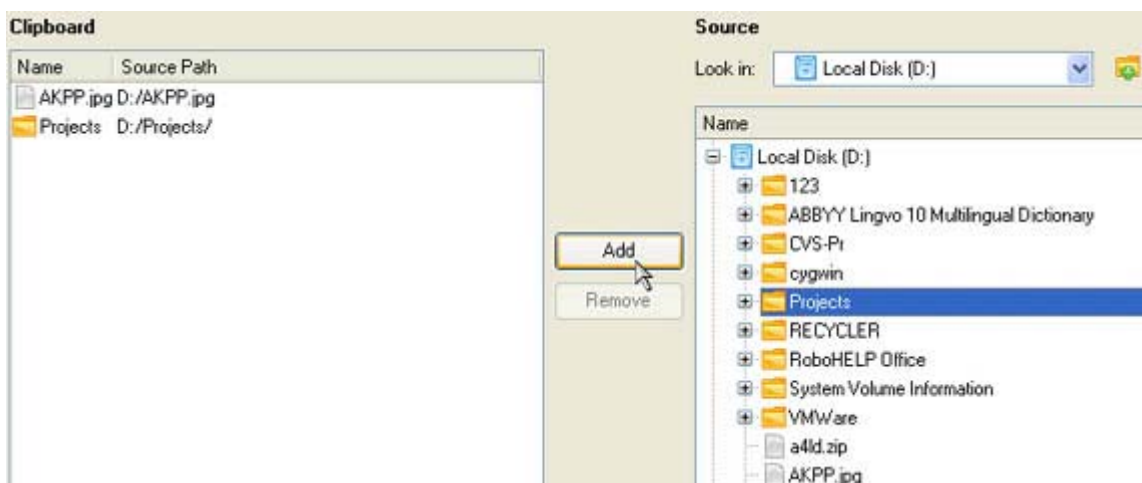 Clipboard
Name Source Path
AKPP.jpg D:/AKPP.jpg
Projects D:/Projects/
Add
Remove
Source
Look in: Local Disk (D:)
Name
Local Disk (D:)
123
ABBYY Lingvo 10 Multilingual Dictionary
CVS-Pr
cygwin
Projects
RECYCLER
RoboHELP Office
System Volume Information
VMWare
a4ld.zip
AKPP.jpg